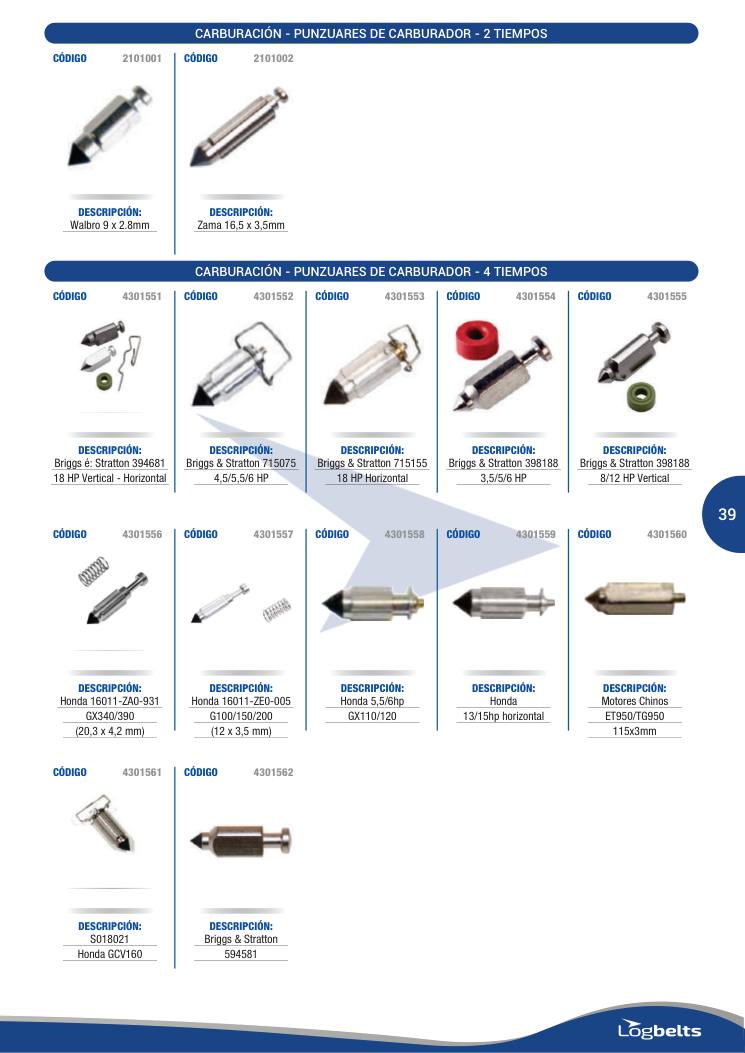 CARBURACIÓN - PUNZUARES DE CARBURADOR - 2 TIEMPOS
CÓDIGO 2101001
DESCRIPCIÓN:
Walbro 9 x 2.8mm
CÓDIGO 2101002
DESCRIPCIÓN:
Zama 16,5 x 3,5mm
CARBURACIÓN - PUNZUARES DE CARBURADOR - 4 TIEMPOS
CÓDIGO 4301551
DESCRIPCIÓN:
Briggs é: Stratton 394681
18 HP Vertical - Horizontal
CÓDIGO 4301552
DESCRIPCIÓN:
Briggs & Stratton 715075
4,5/5,5/6 HP
CÓDIGO 4301553
DESCRIPCIÓN:
Briggs & Stratton 715155
18 HP Horizontal
CÓDIGO 4301554
DESCRIPCIÓN:
Briggs & Stratton 398188
3,5/5/6 HP
CÓDIGO 4301555
DESCRIPCIÓN:
Briggs & Stratton 398188
8/12 HP Vertical
39
CÓDIGO 4301556
DESCRIPCIÓN:
Honda 16011-ZA0-931
GX340/390
(20,3 x 4,2 mm)
CÓDIGO 4301557
DESCRIPCIÓN:
Honda 16011-ZE0-005
G100/150/200
(12 x 3,5 mm)
CÓDIGO 4301558
DESCRIPCIÓN:
Honda 5,5/6hp
GX110/120
CÓDIGO 4301559
DESCRIPCIÓN:
Honda
13/15hp horizontal
CÓDIGO 4301560
DESCRIPCIÓN:
Motores Chinos
ET950/TG950
115x3mm
CÓDIGO 4301561
DESCRIPCIÓN:
S018021
Honda GCV160
CÓDIGO 4301562
DESCRIPCIÓN:
Briggs & Stratton
594581
Logbelts